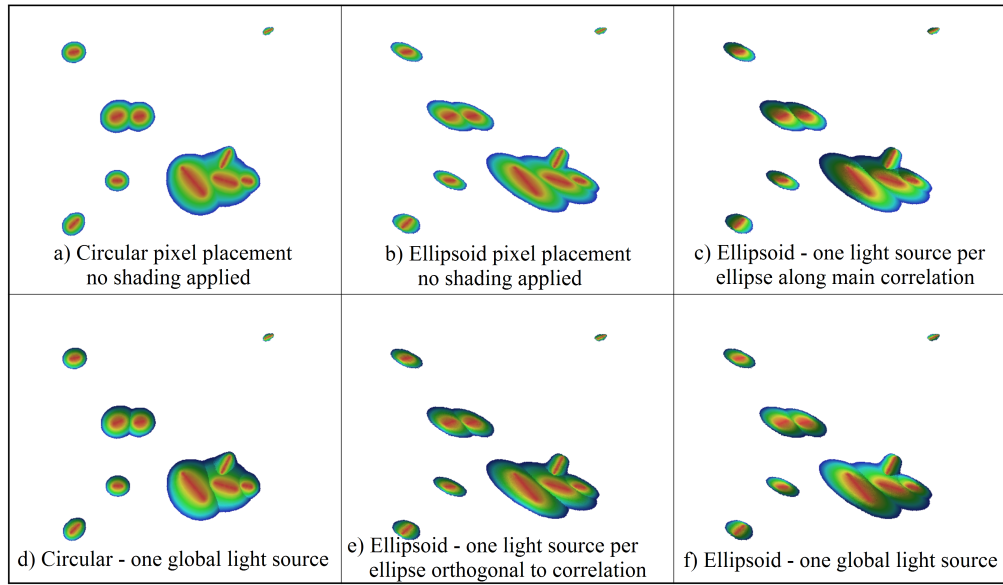 a) Circular pixel placement
no shading applied
b) Ellipsoid pixel placement
no shading applied
c) Ellipsoid - one light source per
ellipse along main correlation
d) Circular - one global light source
e) Ellipsoid - one light source per
ellipse orthogonal to correlation
f) Ellipsoid - one global light source